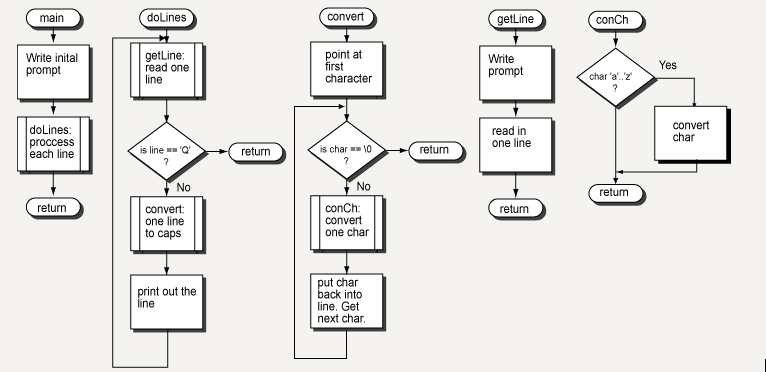 main
Write inital
prompt
doLines:
proccess
each line
return
doLines
getLine:
read one
line
is line == 'Q'
?
return
No
convert:
one line
to caps
print out the
line
convert
point at
first
character
is char == \0
?
return
No
conCh:
convert
one char
put char
back into
line. Get
next char.
getLine
Write
prompt
read in
one line
return
conCh
char 'a'..'z'
?
Yes
convert
char
return